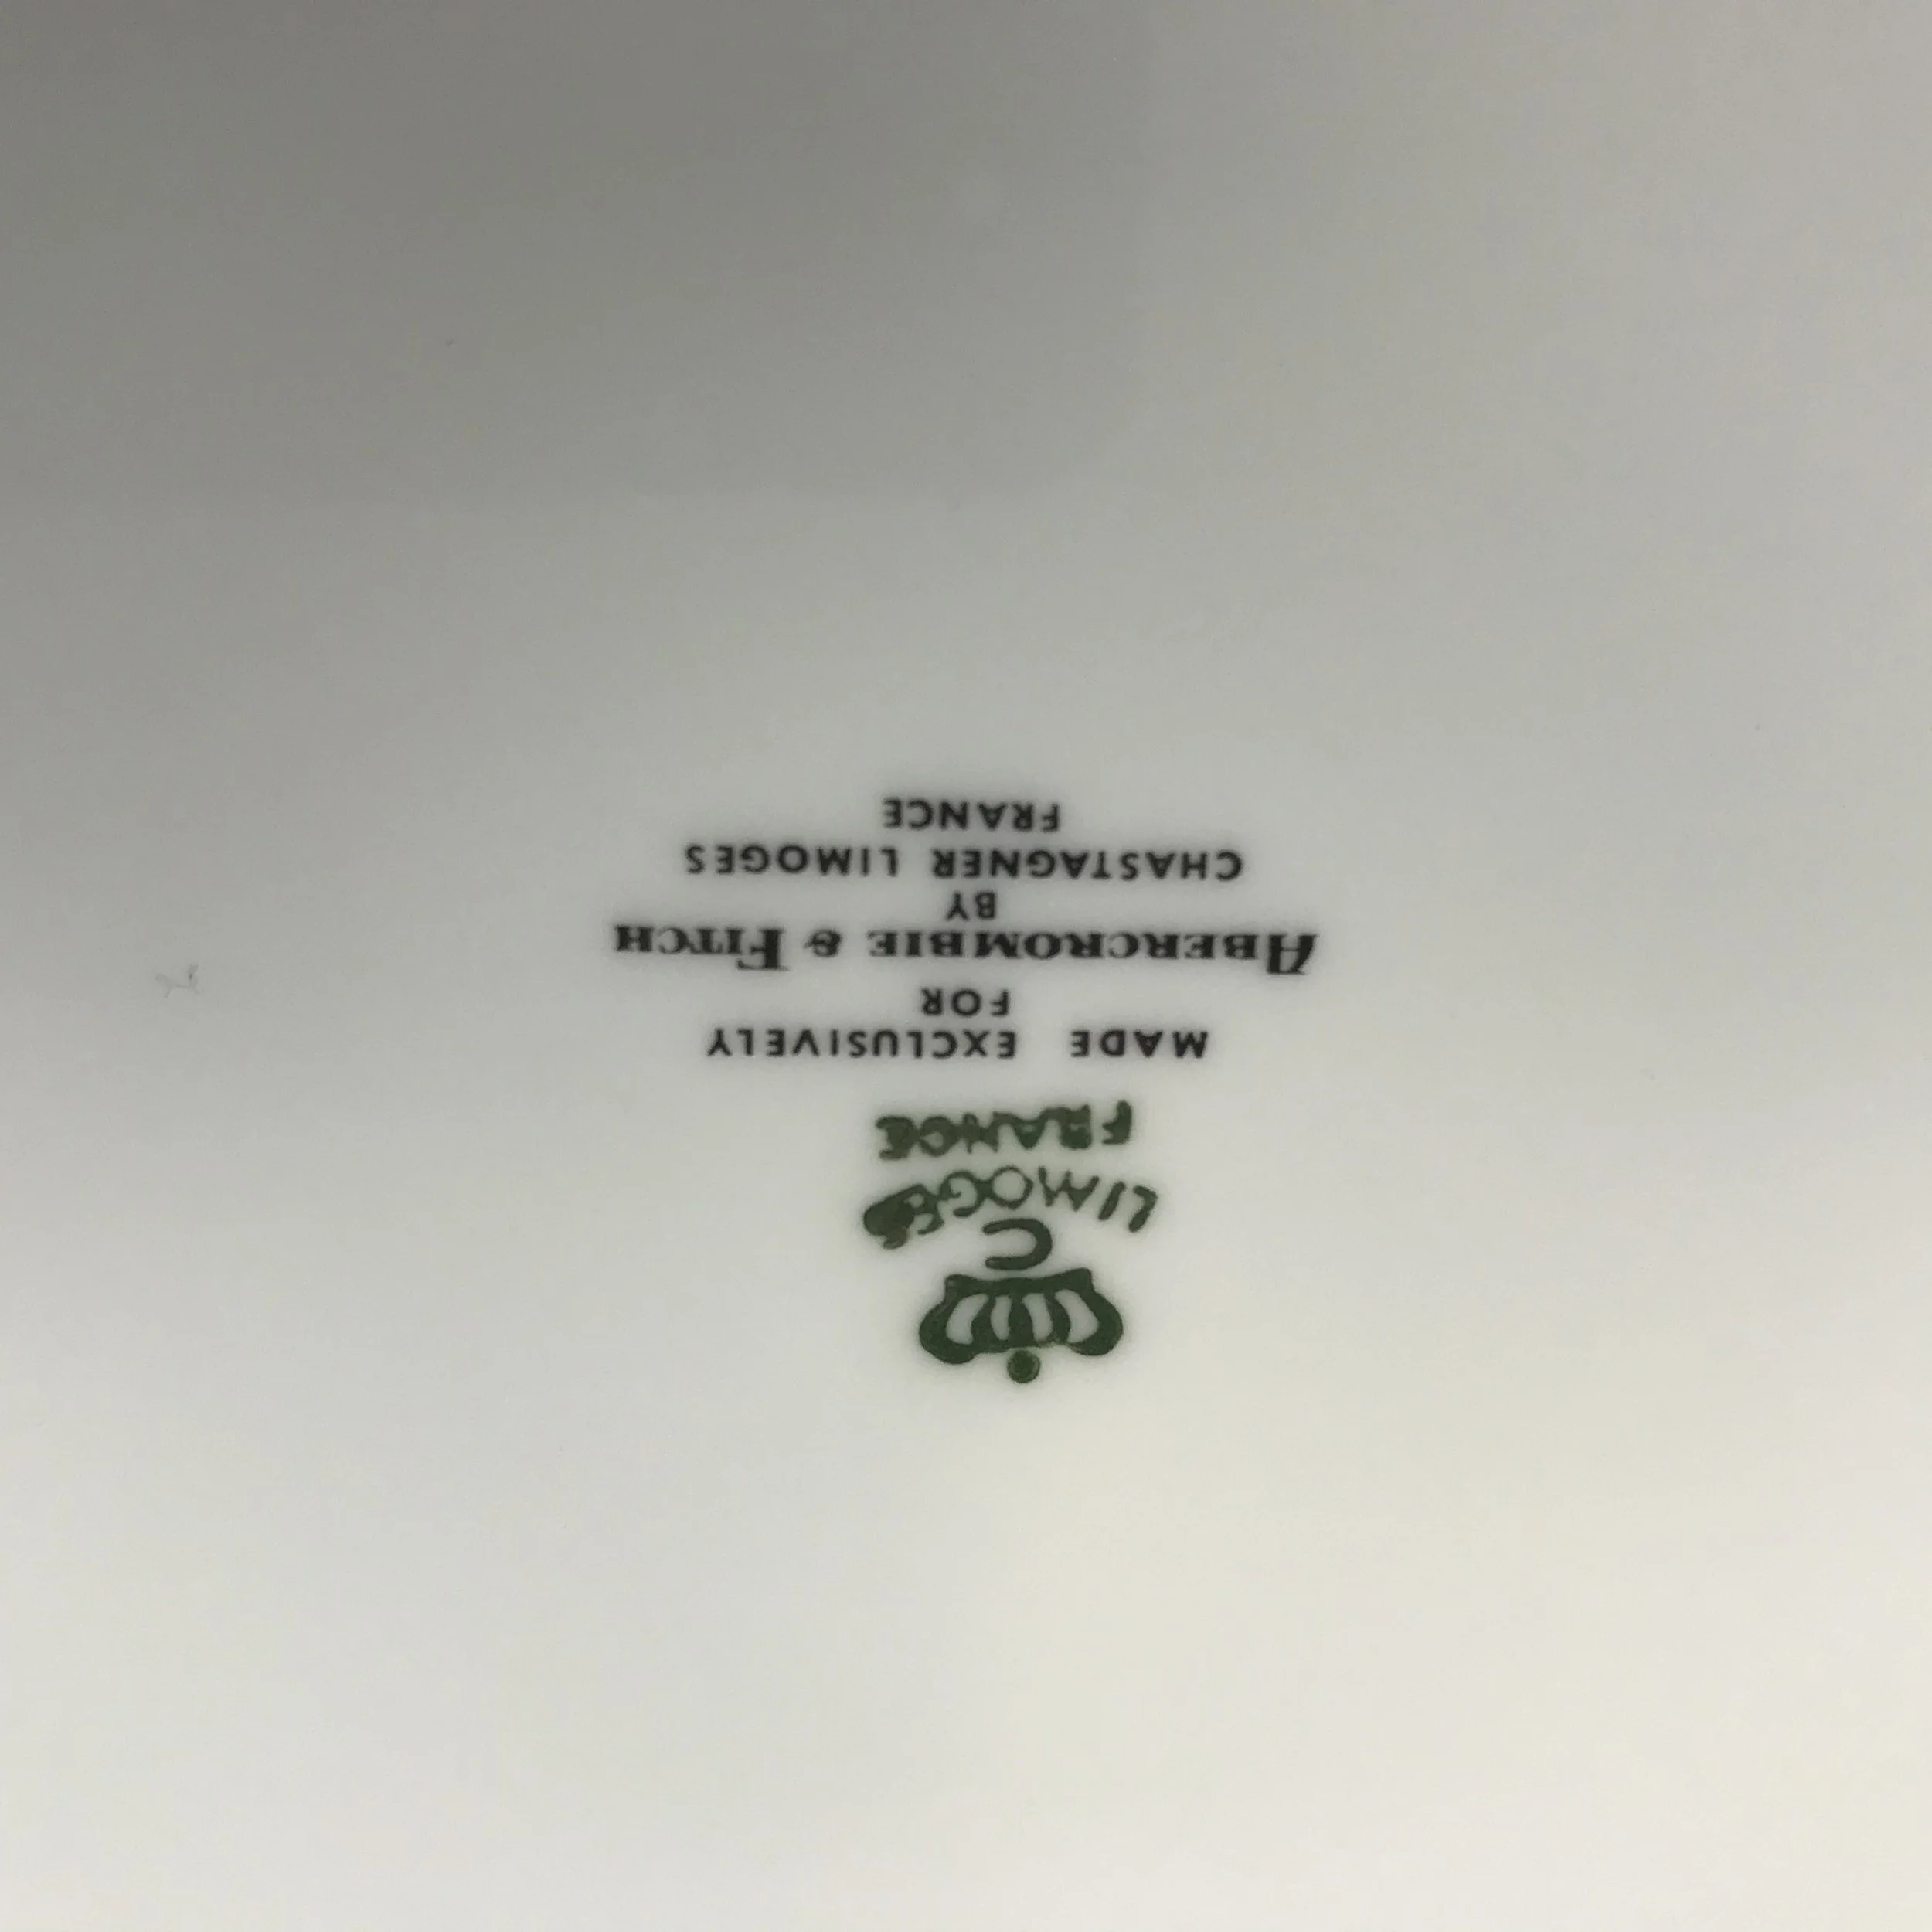 C
LIMOGES
FRANCE
MADE EXCLUSIVELY
FOR
ABERCROMBIE & FITCH
BY
CHASTAGNER LIMOGES
FRANCE